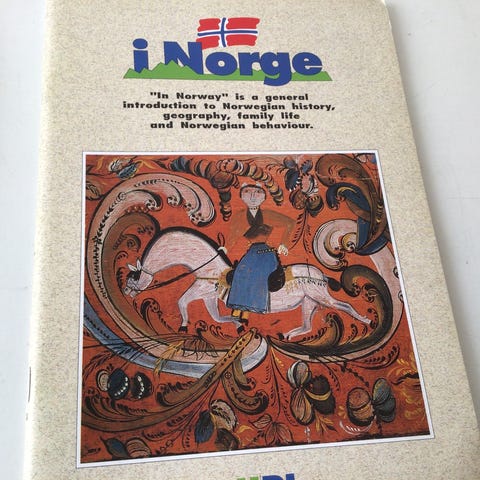 i Norge
"In Norway" is a general
introduction to Norwegian history,
geography, family life
and Norwegian behaviour.